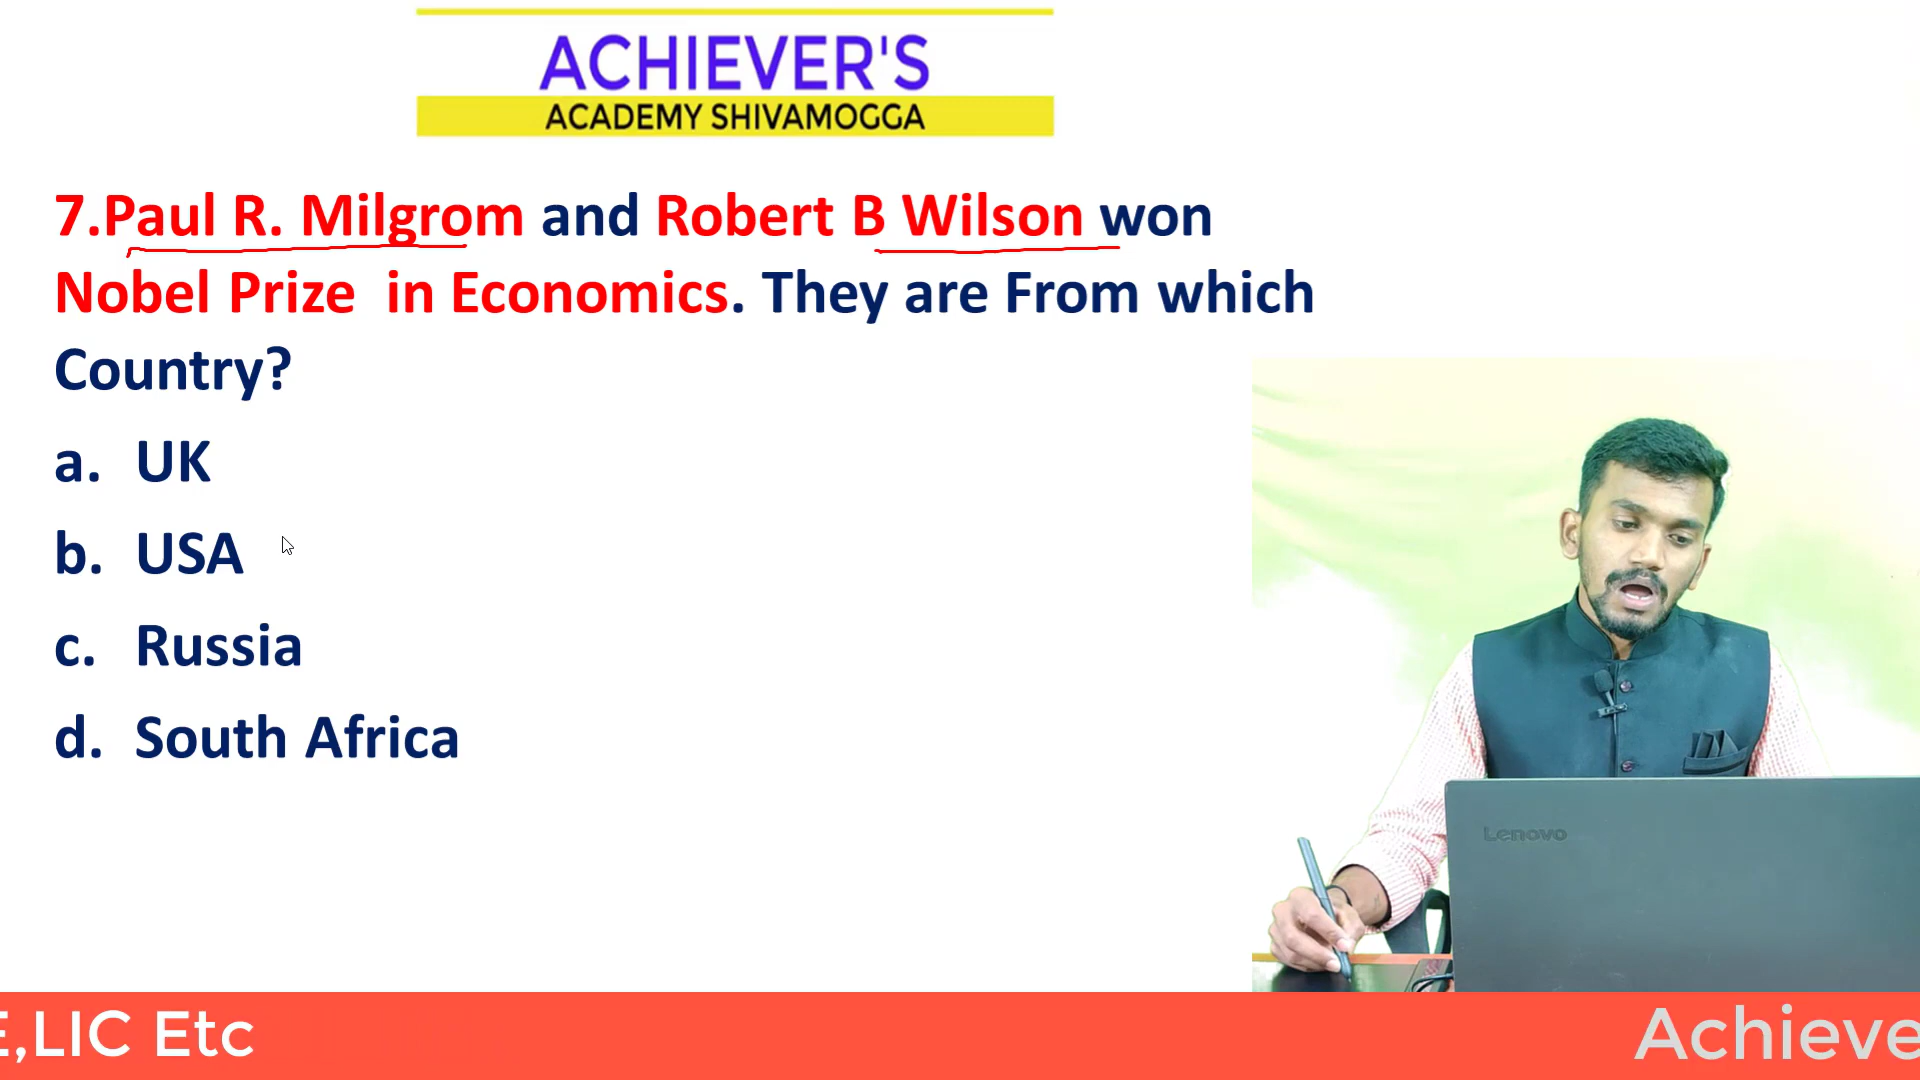 ACHIEVER'S
ACADEMY SHIVAMOGGA
7.Paul R. Milgrom and Robert B Wilson won
Nobel Prize in Economics. They are From which
Country?
a. UK
b. USA
c. Russia
d. South Africa
Lenovo
E,LIC Etc
Achieve